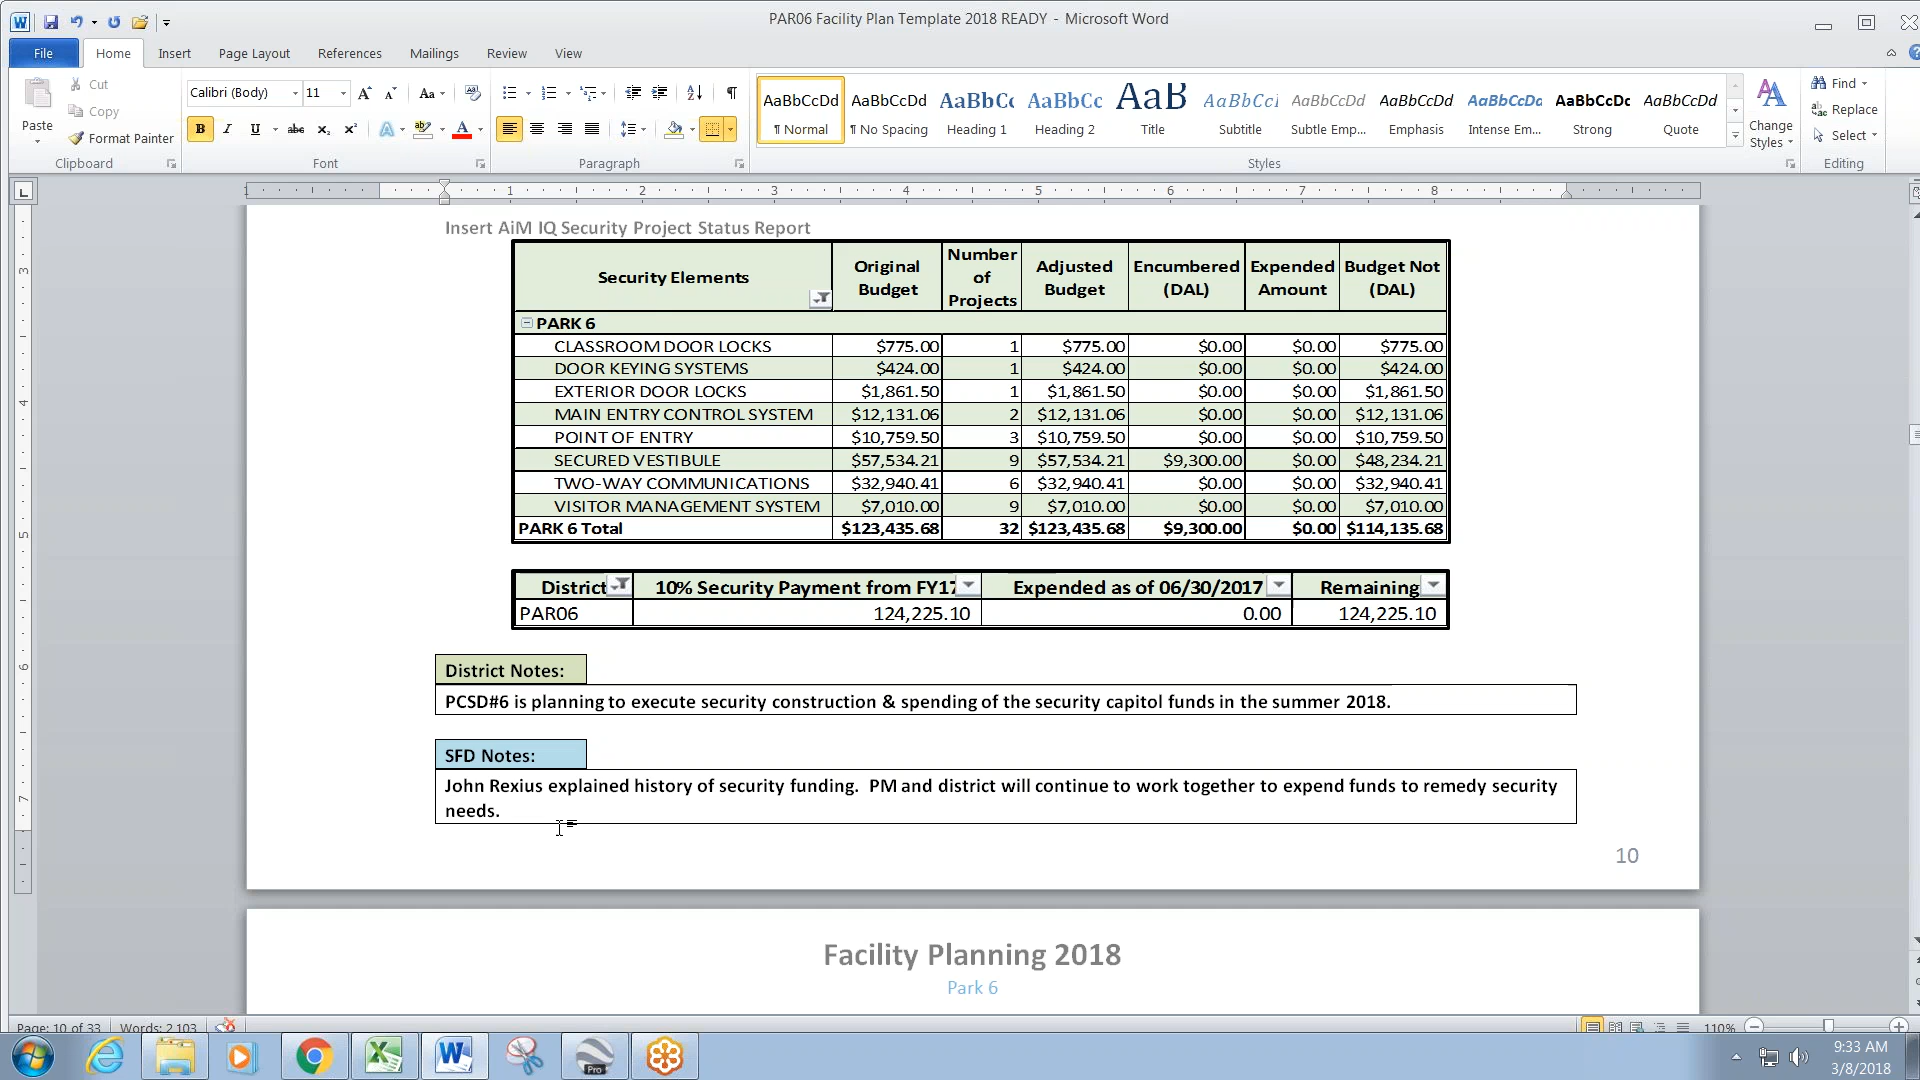 PAR06 Facility Plan Template 2018 READY - Microsoft Word
File Home Insert Page Layout References Mailings Review View
Paste
Cut
Copy
Format Painter
Clipboard
Calibri (Body) 11
Font
Paragraph
AaBbCcDd AaBbCcDd AaBbCc AaBbCc AaB AaBbCcl AaBbCcDd AaBbCcDd AaBbCcDc AaBbCcDc AaBbCcDd
¶ Normal ¶ No Spacing Heading 1 Heading 2 Title Subtitle Subtle Emp... Emphasis Intense Em... Strong Quote
Change Styles
Styles
Find
Replace
Select
Editing
1 1 2 3 4 5 6 7 8
Insert AiM IQ Security Project Status Report
Security Elements Original Budget Number of Projects Adjusted Budget Encumbered (DAL) Expended Amount Budget Not (DAL)
PARK 6
CLASSROOM DOOR LOCKS $775.00 1 $775.00 $0.00 $0.00 $775.00
DOOR KEYING SYSTEMS $424.00 1 $424.00 $0.00 $0.00 $424.00
EXTERIOR DOOR LOCKS $1,861.50 1 $1,861.50 $0.00 $0.00 $1,861.50
MAIN ENTRY CONTROL SYSTEM $12,131.06 2 $12,131.06 $0.00 $0.00 $12,131.06
POINT OF ENTRY $10,759.50 3 $10,759.50 $0.00 $0.00 $10,759.50
SECURED VESTIBULE $57,534.21 9 $57,534.21 $9,300.00 $0.00 $48,234.21
TWO-WAY COMMUNICATIONS $32,940.41 6 $32,940.41 $0.00 $0.00 $32,940.41
VISITOR MANAGEMENT SYSTEM $7,010.00 9 $7,010.00 $0.00 $0.00 $7,010.00
PARK 6 Total $123,435.68 32 $123,435.68 $9,300.00 $0.00 $114,135.68
District 10% Security Payment from FY17 Expended as of 06/30/2017 Remaining
PAR06 124,225.10 0.00 124,225.10
District Notes:
PCSD#6 is planning to execute security construction & spending of the security capitol funds in the summer 2018.
SFD Notes:
John Rexius explained history of security funding.  PM and district will continue to work together to expend funds to remedy security
needs.
10
Facility Planning 2018
Park 6
Page: 10 of 33 Words: 2,103 110%
Pro
9:33 AM
3/8/2018